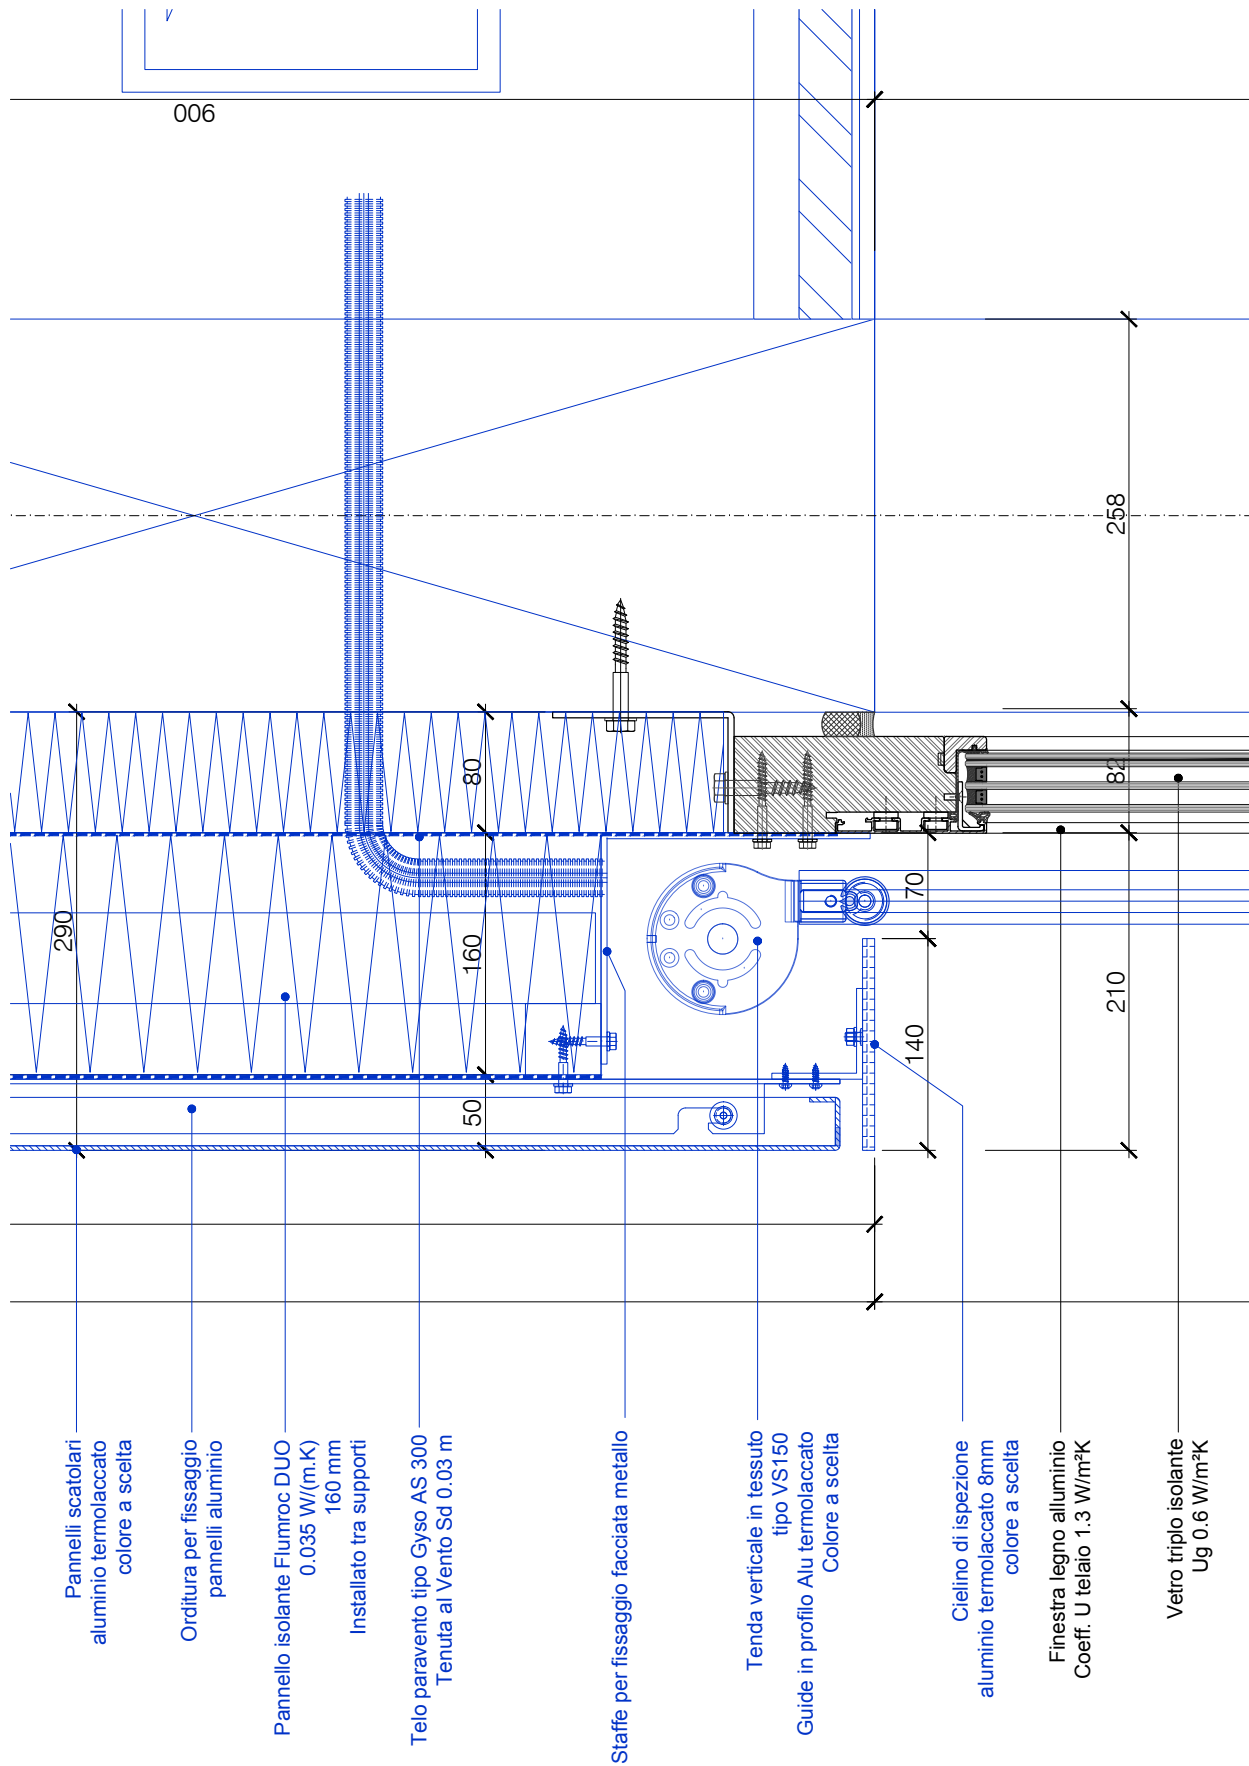 900
258
82
80
70
290
160
210
140
50
Pannelli scatolari
aluminio termolaccato
colore a scelta
Orditura per fissaggio
pannelli aluminio
Pannello isolante Flumroc DUO
0.035 W/(m.K)
160 mm
Installato tra supporti
Telo paravento tipo Gyso AS 300
Tenuta al Vento Sd 0.03 m
Staffe per fissaggio facciata metallo
Tenda verticale in tessuto
tipo VS150
Guide in profilo Alu termolaccato
Colore a scelta
Cielino di ispezione
aluminio termolaccato 8mm
colore a scelta
Finestra legno alluminio
Coeff. U telaio 1.3 W/m²K
Vetro triplo isolante
Ug 0.6 W/m²K